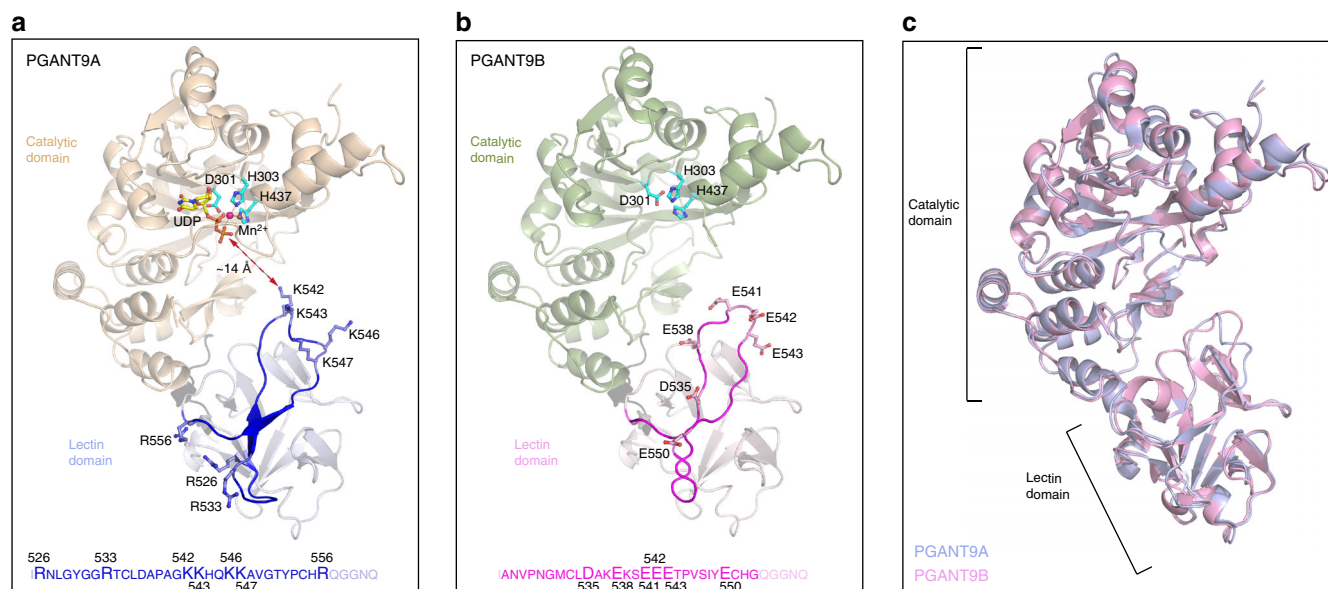 a
PGANT9A
Catalytic
domain
D301
H303
H437
UDP
Mn²⁺
~14 Å
K542
K543
K546
K547
Lectin
domain
R556
R526
R533
526 533 542 546 556
IRNLGYGGRTCLDAPAGKKHQKKAVGTYPCHRQGGNQ
543 547
b
PGANT9B
Catalytic
domain
H303
D301
H437
E541
E542
E538
E543
D535
Lectin
domain
E550
542
IANVPNGMCLDAKEKSEEETPVSIYECHGQGGNQ
535 538 541 543 550
c
Catalytic
domain
Lectin
domain
PGANT9A
PGANT9B